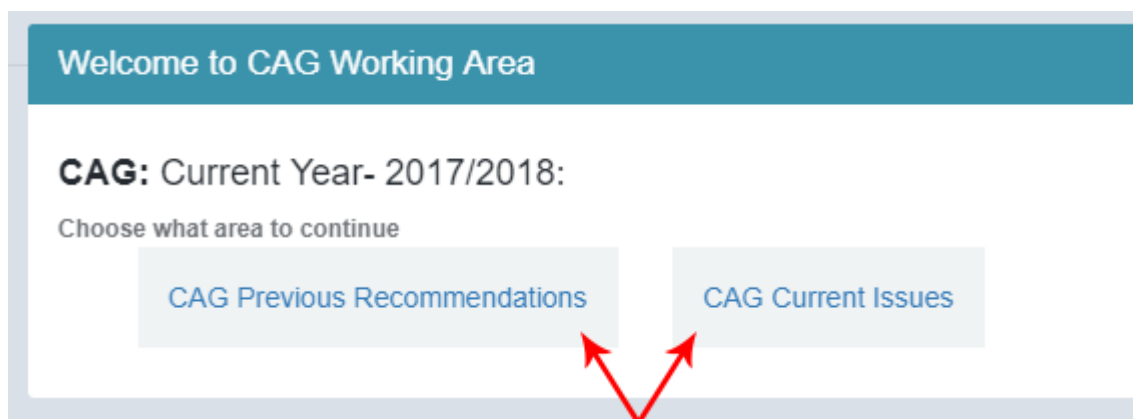 Welcome to CAG Working Area
CAG: Current Year- 2017/2018:
Choose what area to continue
CAG Previous Recommendations
CAG Current Issues